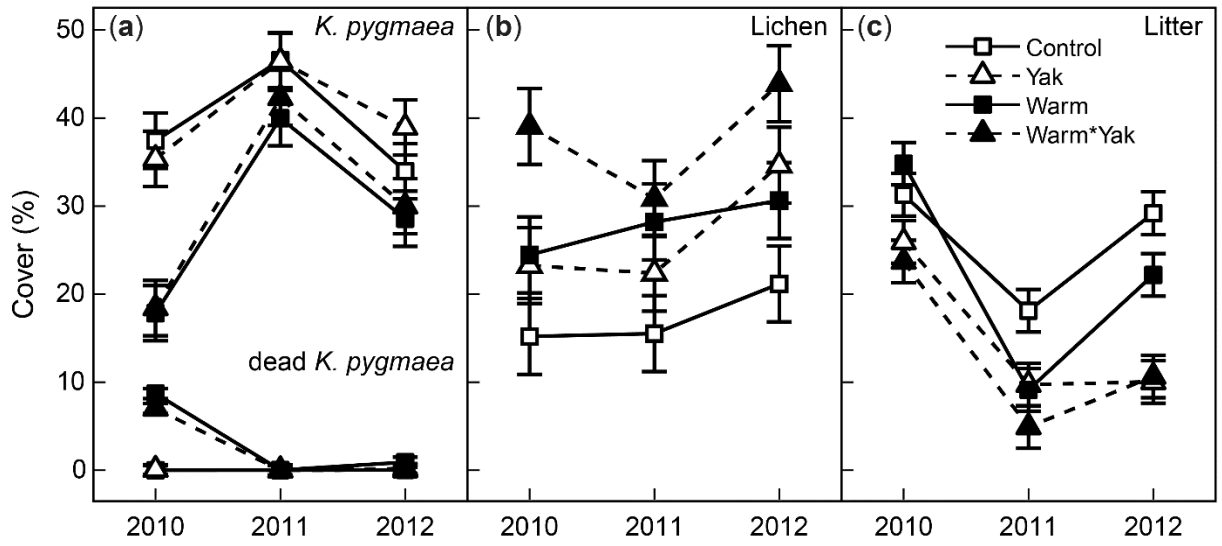 Cover (%)
50
40
30
20
10
0
(a)
K. pygmaea
dead K. pygmaea
2010 2011 2012
(b)
Lichen
2010 2011 2012
(c)
Litter
Control
Yak
Warm
Warm*Yak
2010 2011 2012